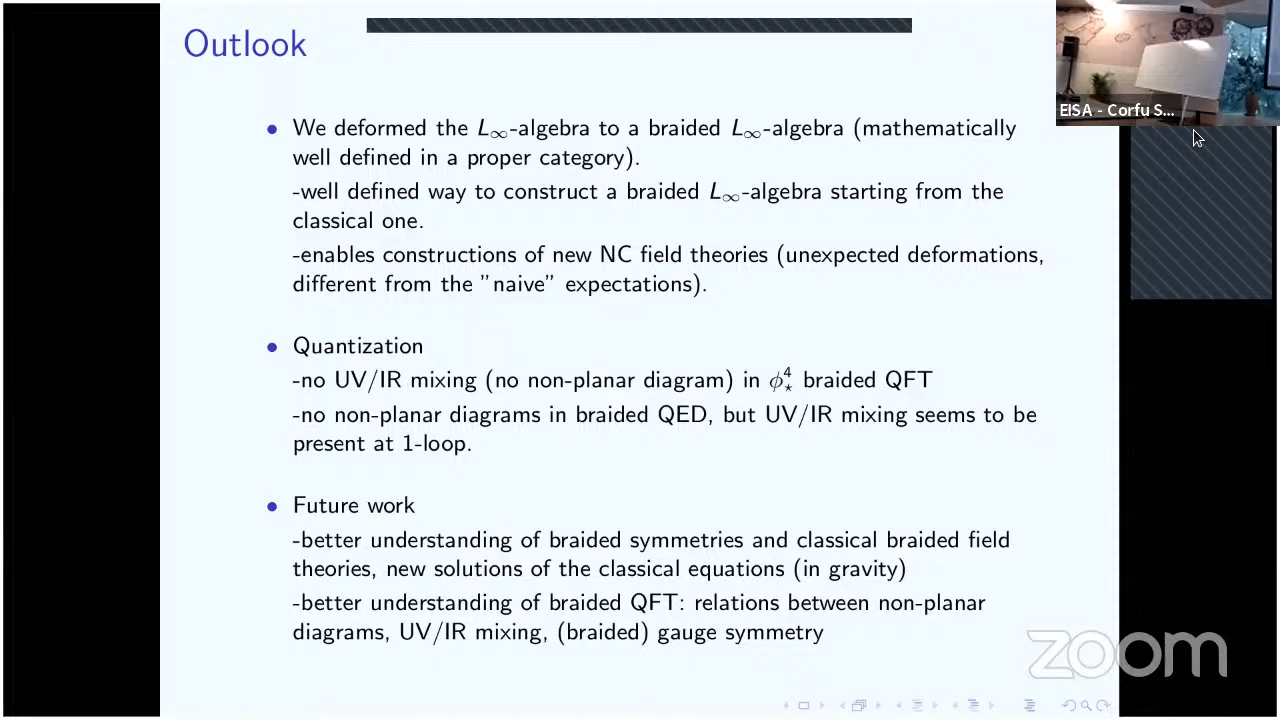 Outlook
EISA - Corfu S...
• We deformed the L∞-algebra to a braided L∞-algebra (mathematically
well defined in a proper category).
-well defined way to construct a braided L∞-algebra starting from the
classical one.
-enables constructions of new NC field theories (unexpected deformations,
different from the ”naive” expectations).
• Quantization
-no UV/IR mixing (no non-planar diagram) in ϕ⁴⋆ braided QFT
-no non-planar diagrams in braided QED, but UV/IR mixing seems to be
present at 1-loop.
• Future work
-better understanding of braided symmetries and classical braided field
theories, new solutions of the classical equations (in gravity)
-better understanding of braided QFT: relations between non-planar
diagrams, UV/IR mixing, (braided) gauge symmetry
zoom